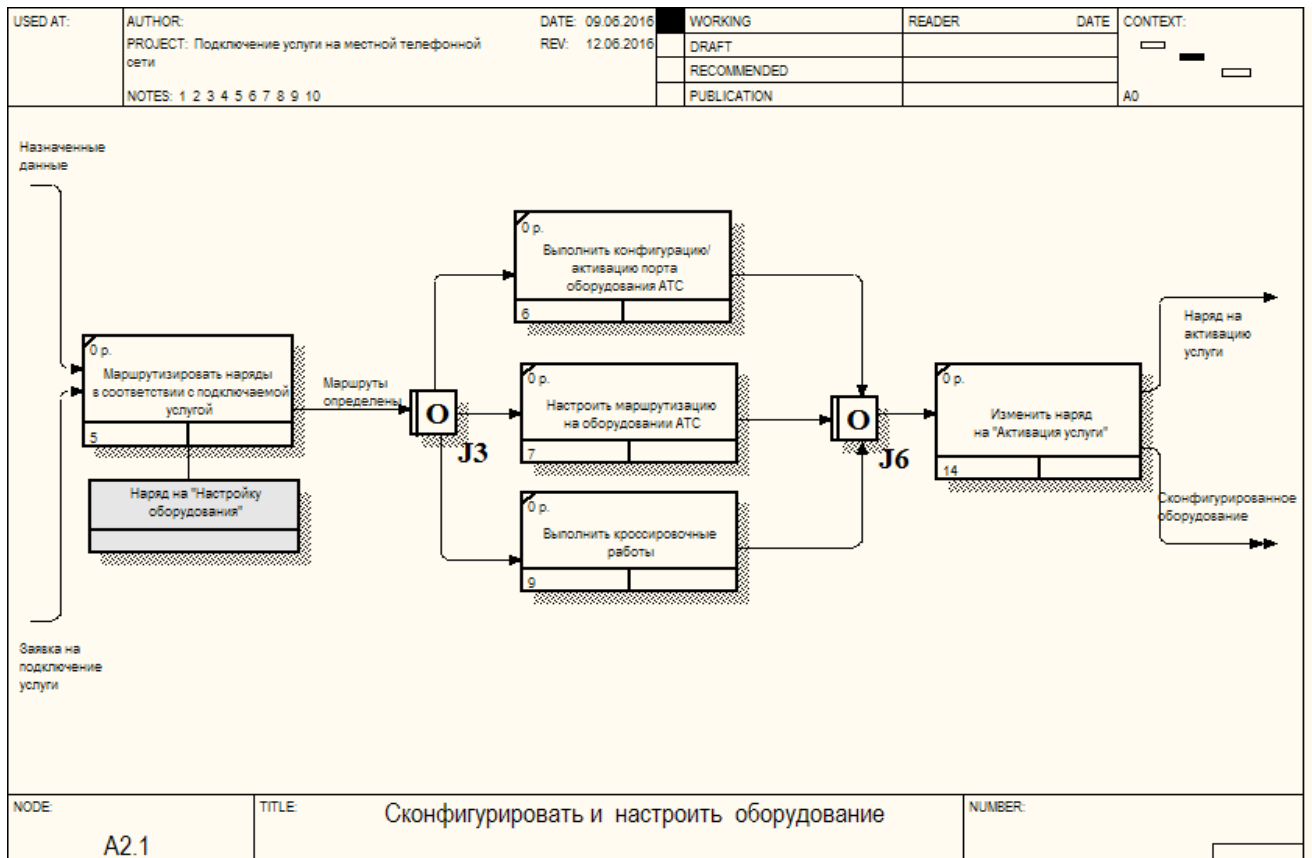 USED AT:
AUTHOR:
DATE: 09.06.2016
PROJECT: Подключение услуги на местной телефонной
сети
REV: 12.06.2016
NOTES: 1 2 3 4 5 6 7 8 9 10
WORKING
DRAFT
RECOMMENDED
PUBLICATION
READER
DATE
CONTEXT:
A0
Назначенные
данные
0 р.
Выполнить конфигурацию/
активацию порта
оборудования АТС
6
0 р.
Маршрутизировать наряды
в соответствии с подключаемой
услугой
5
Маршруты
определены
O
J3
0 р.
Настроить маршрутизацию
на оборудовании АТС
7
O
J6
0 р.
Изменить наряд
на "Активация услуги"
14
Наряд на
активацию
услуги
Наряд на "Настройку
оборудования"
0 р.
Выполнить кроссировочные
работы
9
Сконфигурированное
оборудование
Заявка на
подключение
услуги
NODE:
A2.1
TITLE:
Сконфигурировать и настроить оборудование
NUMBER: